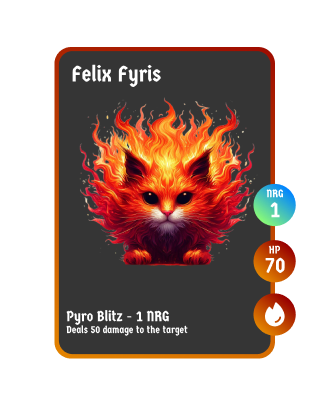 Felix Fyris
NRG
1
HP
70
Pyro Blitz - 1 NRG
Deals 50 damage to the target